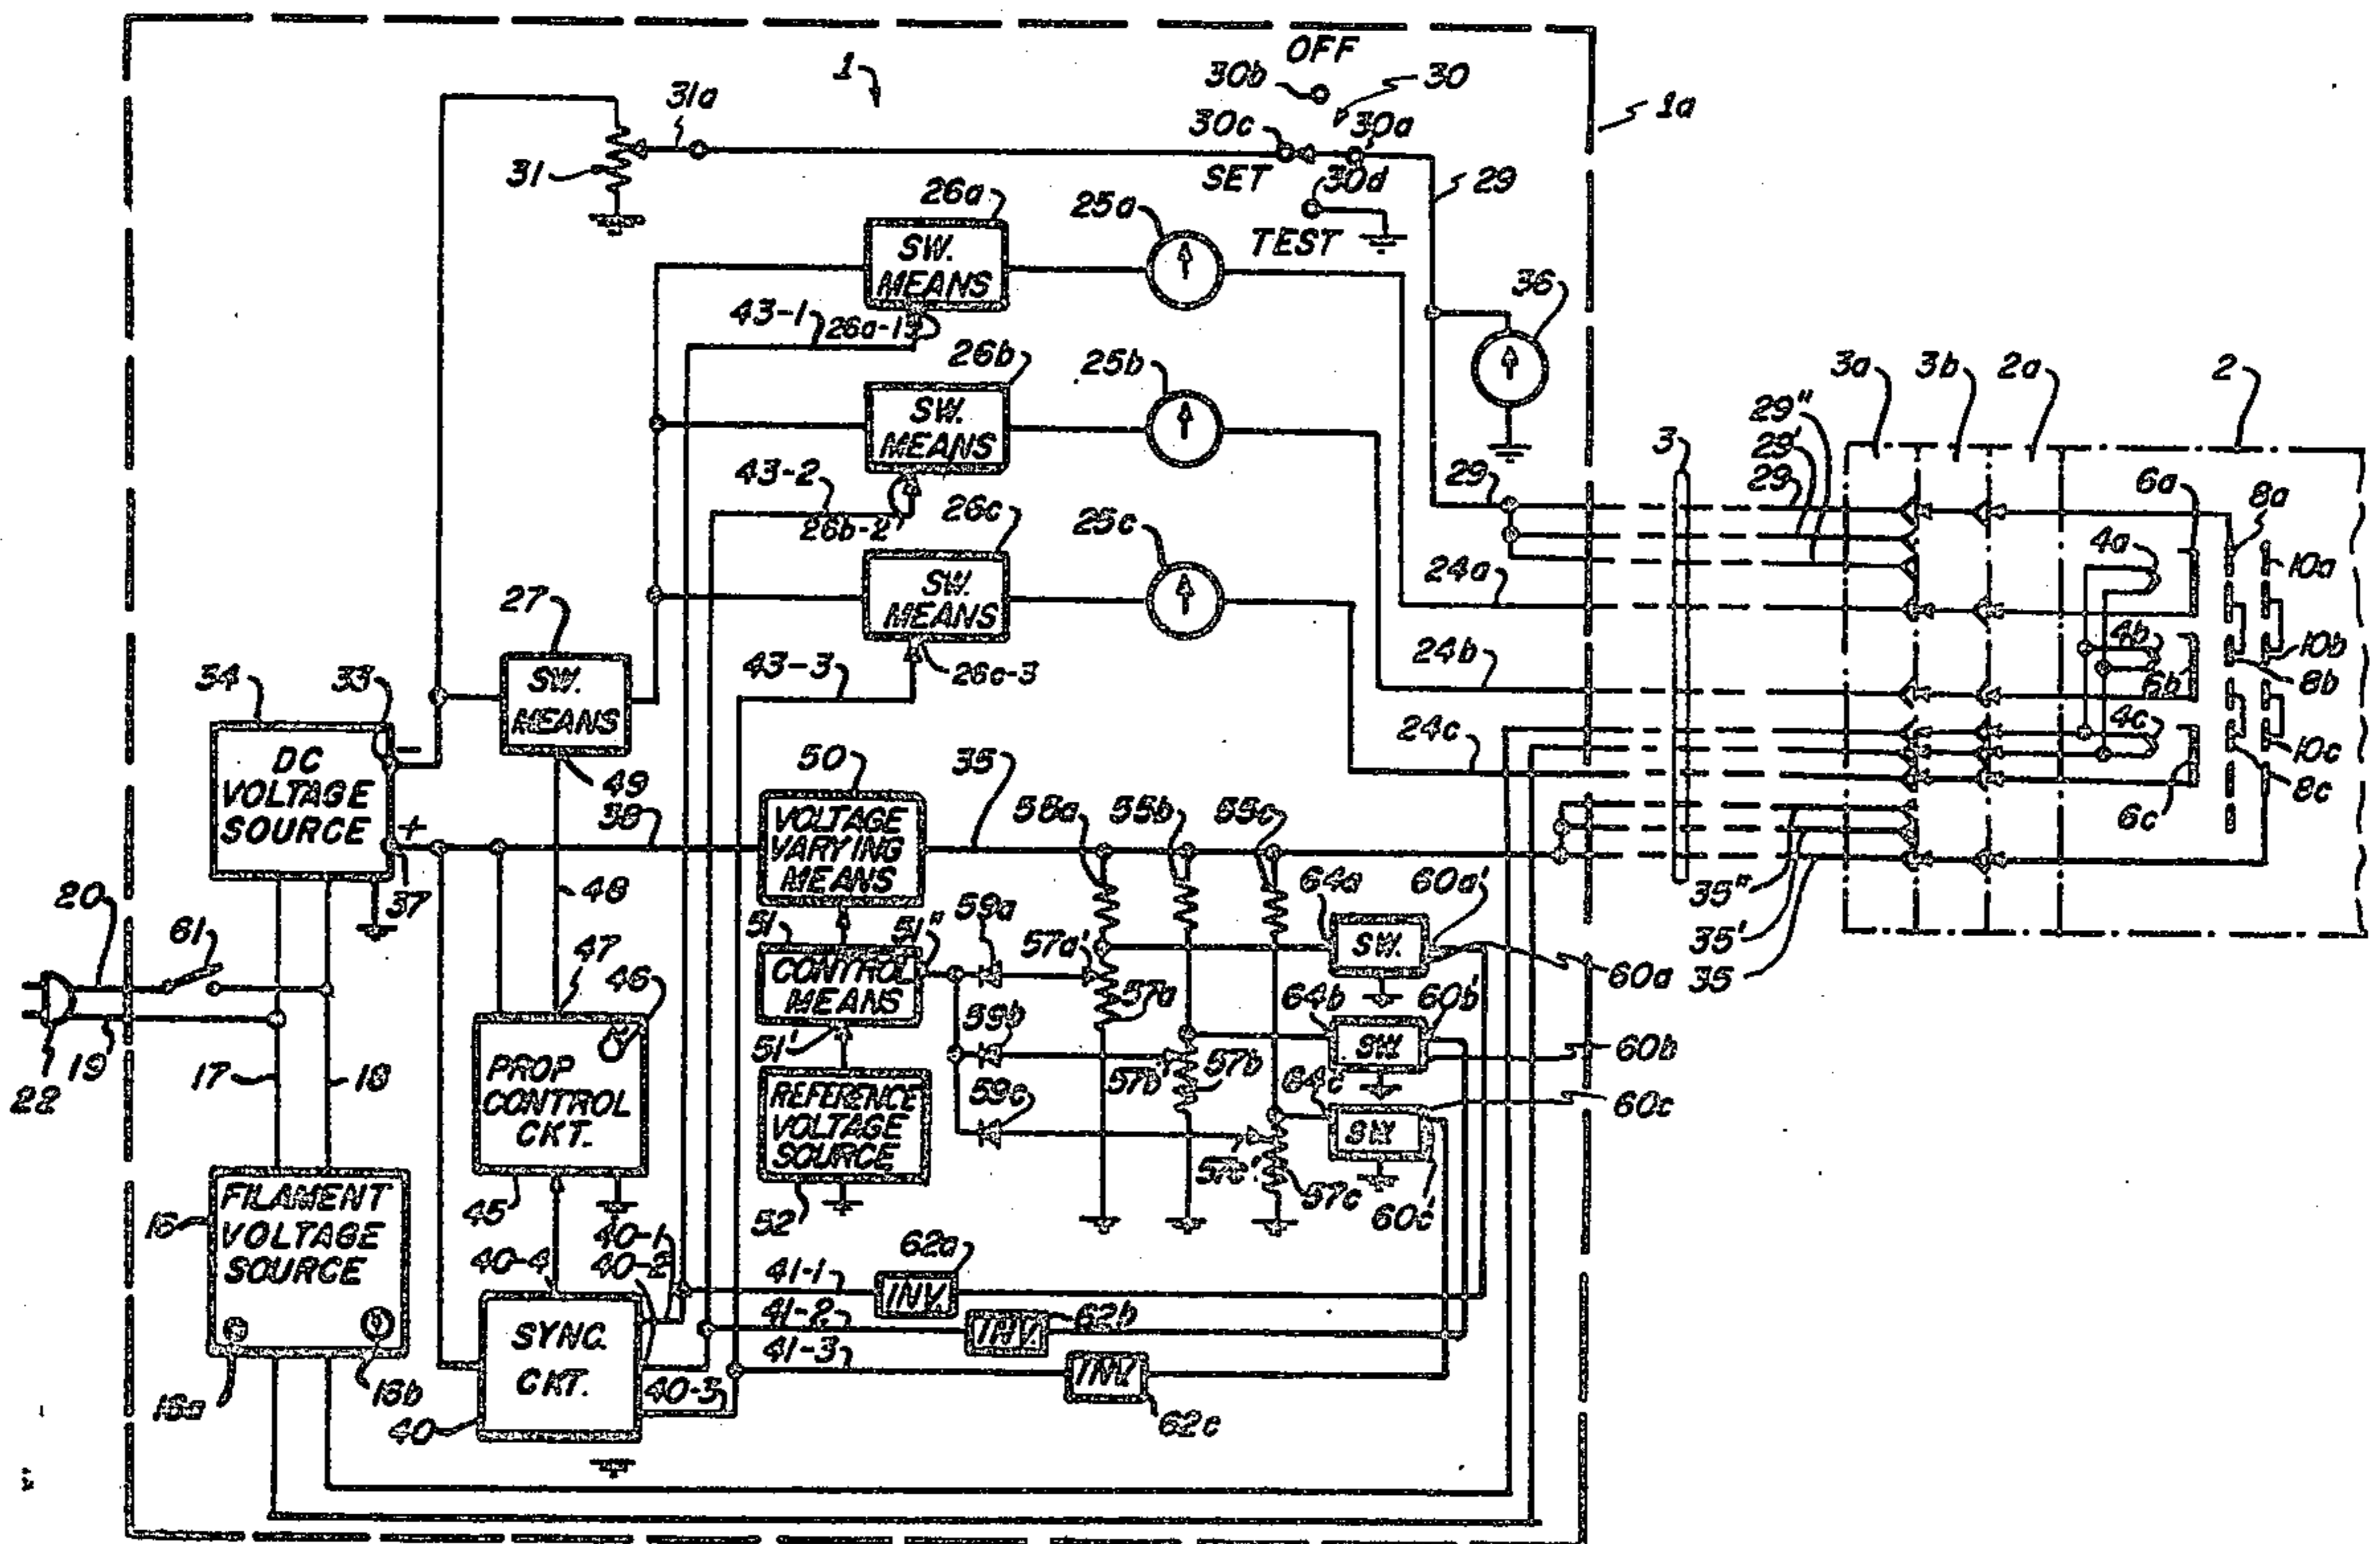 OFF
1
30b
30
31a
30c
30a
1a
31
SET
30d
29
26a
25a
TEST
SW.
MEANS
36
43-1
26a-1
26b
25b
3a
3b
2a
2
SW.
MEANS
29"
29'
29
3
43-2
26b-2
26c
25c
29
6a
8a
4a
10a
SW.
MEANS
24a
27
43-3
26c-3
24b
4b
10b
6b
8b
34
33
SW.
MEANS
4c
24c
10c
DC
VOLTAGE
SOURCE
-
+
49
50
35
8c
6c
38
58a
55b
55c
VOLTAGE
VARYING
MEANS
37
64a
60a'
35"
20
61
48
51
51"
59a
SW.
35'
47
46
CONTROL
MEANS
57a'
57a
60a
35
64b
60b'
59b
51'
SW.
60b
22
19
17
18
PROP
CONTROL
CKT.
57b'
57b
64c
59c
REFERENCE
VOLTAGE
SOURCE
60c
SW.
57c'
57c
60c'
16
FILAMENT
VOLTAGE
SOURCE
45
52
40-1
40-2
40-4
62a
41-1
INV.
41-2
62b
INV.
SYNC.
CKT.
41-3
INV.
16a
16b
40-3
40
62c